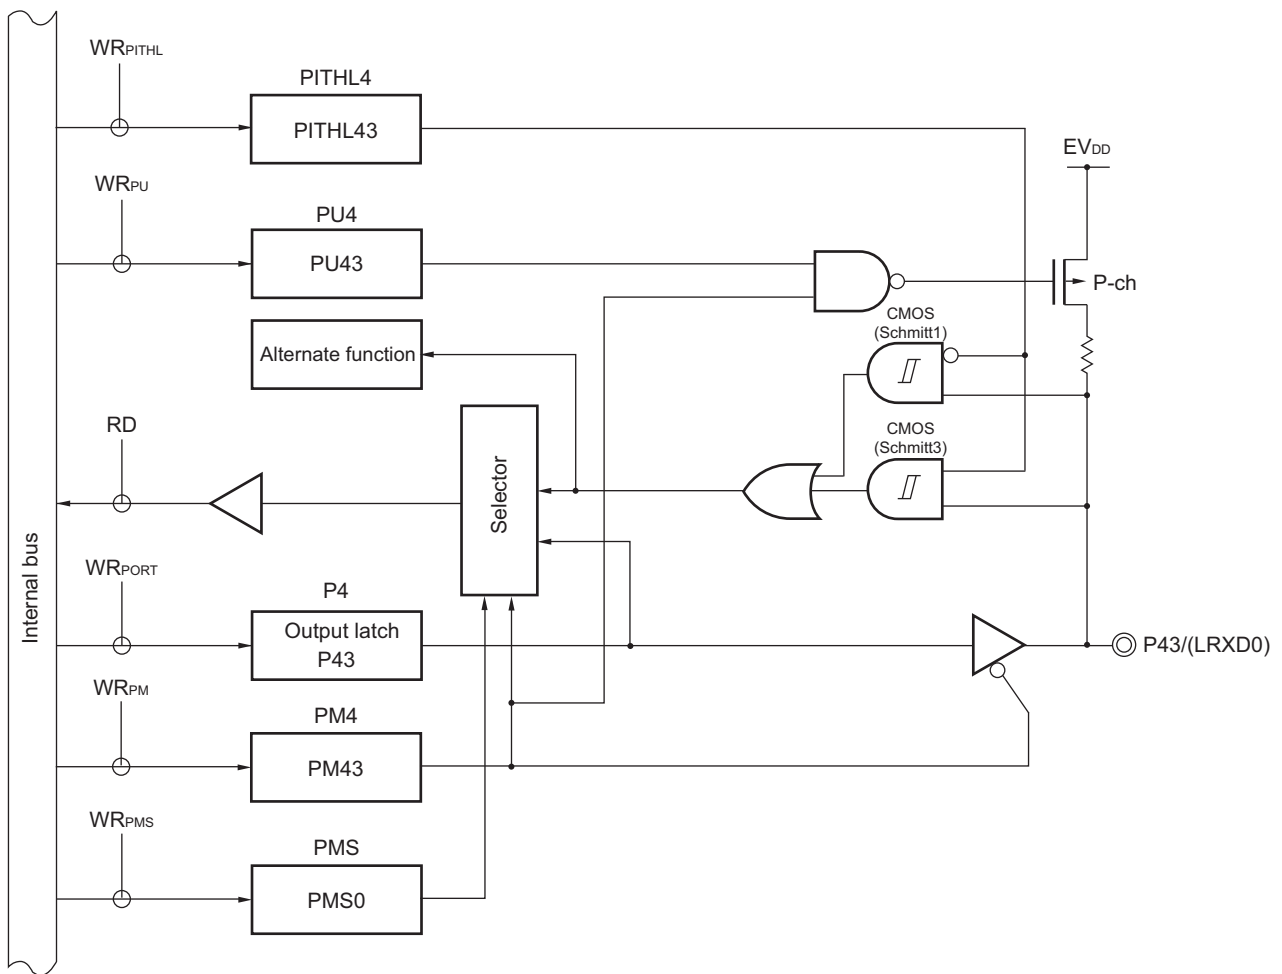 WRPITHL
PITHL4
PITHL43
EVDD
WRPU
PU4
PU43
P-ch
CMOS
(Schmitt1)
Alternate function
RD
Selector
CMOS
(Schmitt3)
Internal bus
WRPORT
P4
Output latch
P43
P43/(LRXD0)
WRPM
PM4
PM43
WRPMS
PMS
PMS0